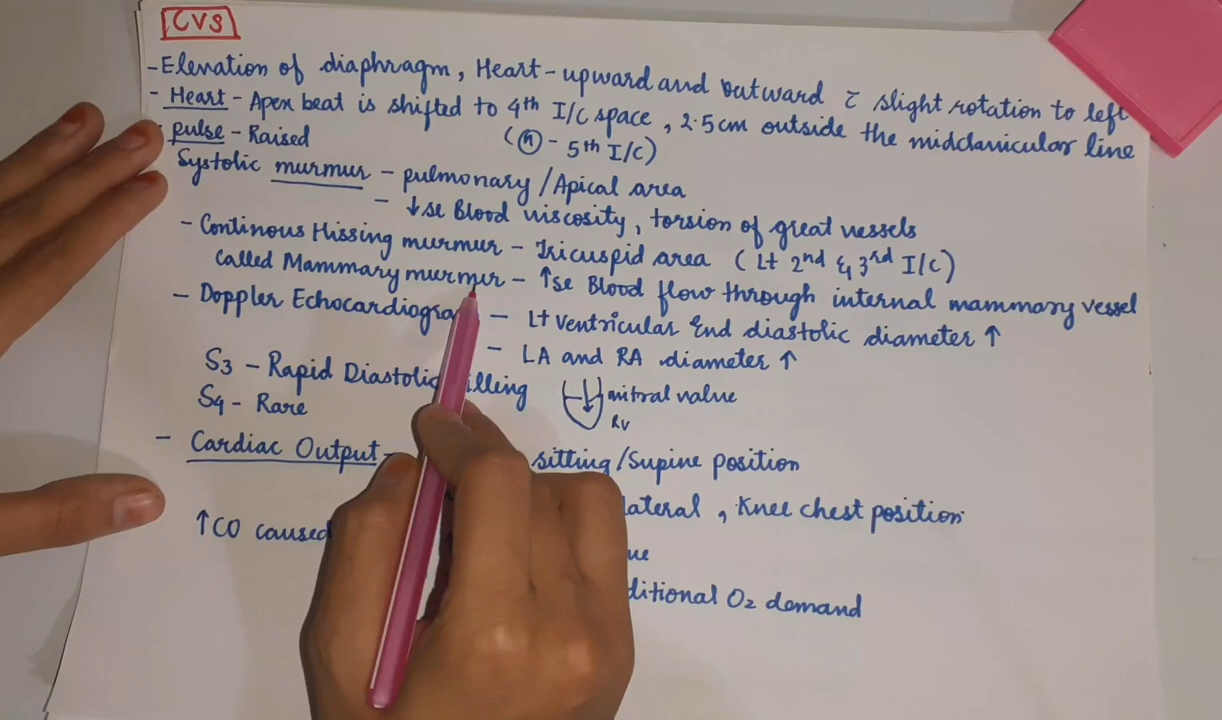 CVS
- Elevation of diaphragm, Heart - upward and outward c̄ slight rotation to left
- Heart - Apex beat is shifted to 4th I/C space, 2.5cm outside the midclavicular line
(n - 5th I/C)
- pulse - Raised
Systolic murmur - pulmonary / Apical area
- ↓se Blood viscosity, torsion of great vessels
- Continous Hissing murmur - Tricuspid area (Lt 2nd & 3rd I/C)
called Mammary murmur - ↑se Blood flow through internal mammary vessel
- Doppler Echocardiogra - Lt ventricular End diastolic diameter ↑
- LA and RA diameter ↑
S3 - Rapid Diastolic illing
mitral value
RV
S4 - Rare
- Cardiac Output - sitting/Supine position
lateral, Knee chest position
↑CO caused
ue
ditional O2 demand